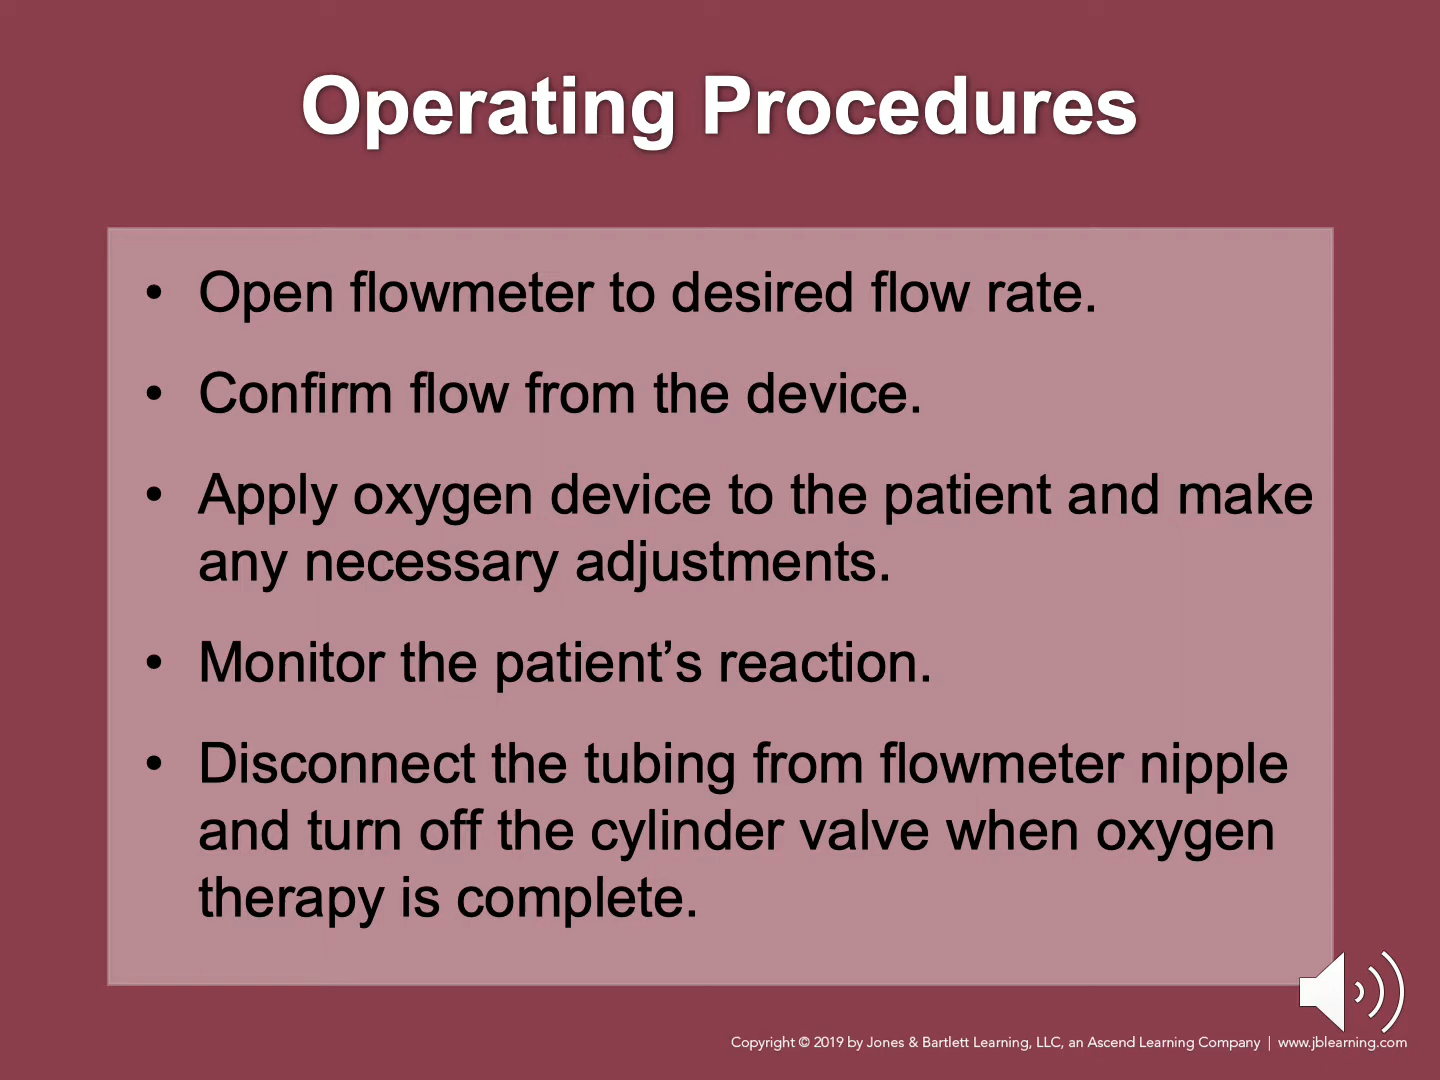 Operating Procedures
• Open flowmeter to desired flow rate.
• Confirm flow from the device.
• Apply oxygen device to the patient and make
any necessary adjustments.
• Monitor the patient’s reaction.
• Disconnect the tubing from flowmeter nipple
and turn off the cylinder valve when oxygen
therapy is complete.
Copyright © 2019 by Jones & Bartlett Learning, LLC, an Ascend Learning Company | www.jblearning.com